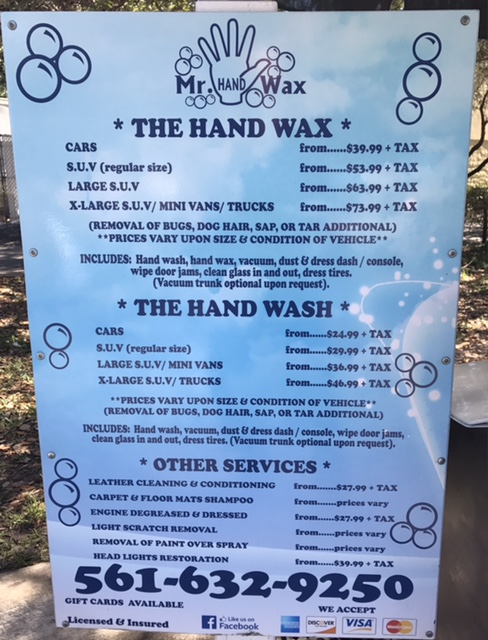 Mr. HAND Wax
* THE HAND WAX *
CARS from......$39.99 + TAX
S.U.V (regular size) from......$53.99 + TAX
LARGE S.U.V from......$63.99 + TAX
X-LARGE S.U.V/ MINI VANS/ TRUCKS from......$73.99 + TAX
(REMOVAL OF BUGS, DOG HAIR, SAP, OR TAR ADDITIONAL)
**PRICES VARY UPON SIZE & CONDITION OF VEHICLE**
INCLUDES: Hand wash, hand wax, vacuum, dust & dress dash / console,
wipe door jams, clean glass in and out, dress tires.
(Vacuum trunk optional upon request).
* THE HAND WASH *
CARS from......$24.99 + TAX
S.U.V (regular size) from......$29.99 + TAX
LARGE S.U.V/ MINI VANS from......$36.99 + TAX
X-LARGE S.U.V/ TRUCKS from......$46.99 + TAX
**PRICES VARY UPON SIZE & CONDITION OF VEHICLE**
(REMOVAL OF BUGS, DOG HAIR, SAP, OR TAR ADDITIONAL)
INCLUDES: Hand wash, vacuum, dust & dress dash / console, wipe door jams,
clean glass in and out, dress tires. (Vacuum trunk optional upon request).
* OTHER SERVICES *
LEATHER CLEANING & CONDITIONING from......$27.99 + TAX
CARPET & FLOOR MATS SHAMPOO from......prices vary
ENGINE DEGREASED & DRESSED from......$27.99 + TAX
LIGHT SCRATCH REMOVAL from......prices vary
REMOVAL OF PAINT OVER SPRAY from......prices vary
HEAD LIGHTS RESTORATION from......$39.99 + TAX
561-632-9250
GIFT CARDS AVAILABLE WE ACCEPT
Licensed & Insured
Like us on
Facebook
DISCOVER VISA MasterCard